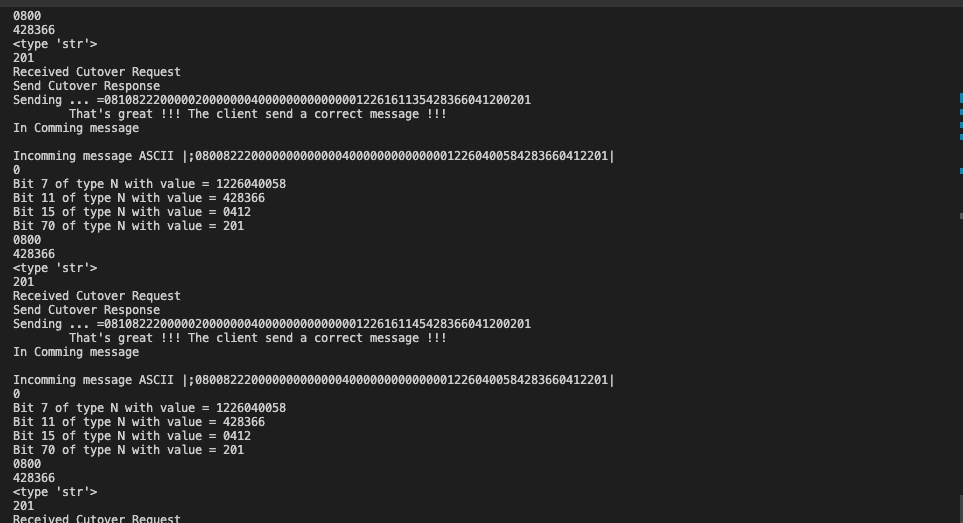 0800
428366
<type 'str'>
201
Received Cutover Request
Send Cutover Response
Sending ... =0810822200000200000004000000000000001226161135428366041200201
That's great !!! The client send a correct message !!!
In Comming message
Incomming message ASCII |;0800822000000000000004000000000000001226040058428366​0412201|
0
Bit 7 of type N with value = 1226040058
Bit 11 of type N with value = 428366
Bit 15 of type N with value = 0412
Bit 70 of type N with value = 201
0800
428366
<type 'str'>
201
Received Cutover Request
Send Cutover Response
Sending ... =0810822200000200000004000000000000001226161145428366041200201
That's great !!! The client send a correct message !!!
In Comming message
Incomming message ASCII |;0800822000000000000004000000000000001226040058428366​0412201|
0
Bit 7 of type N with value = 1226040058
Bit 11 of type N with value = 428366
Bit 15 of type N with value = 0412
Bit 70 of type N with value = 201
0800
428366
<type 'str'>
201
Received Cutover Request